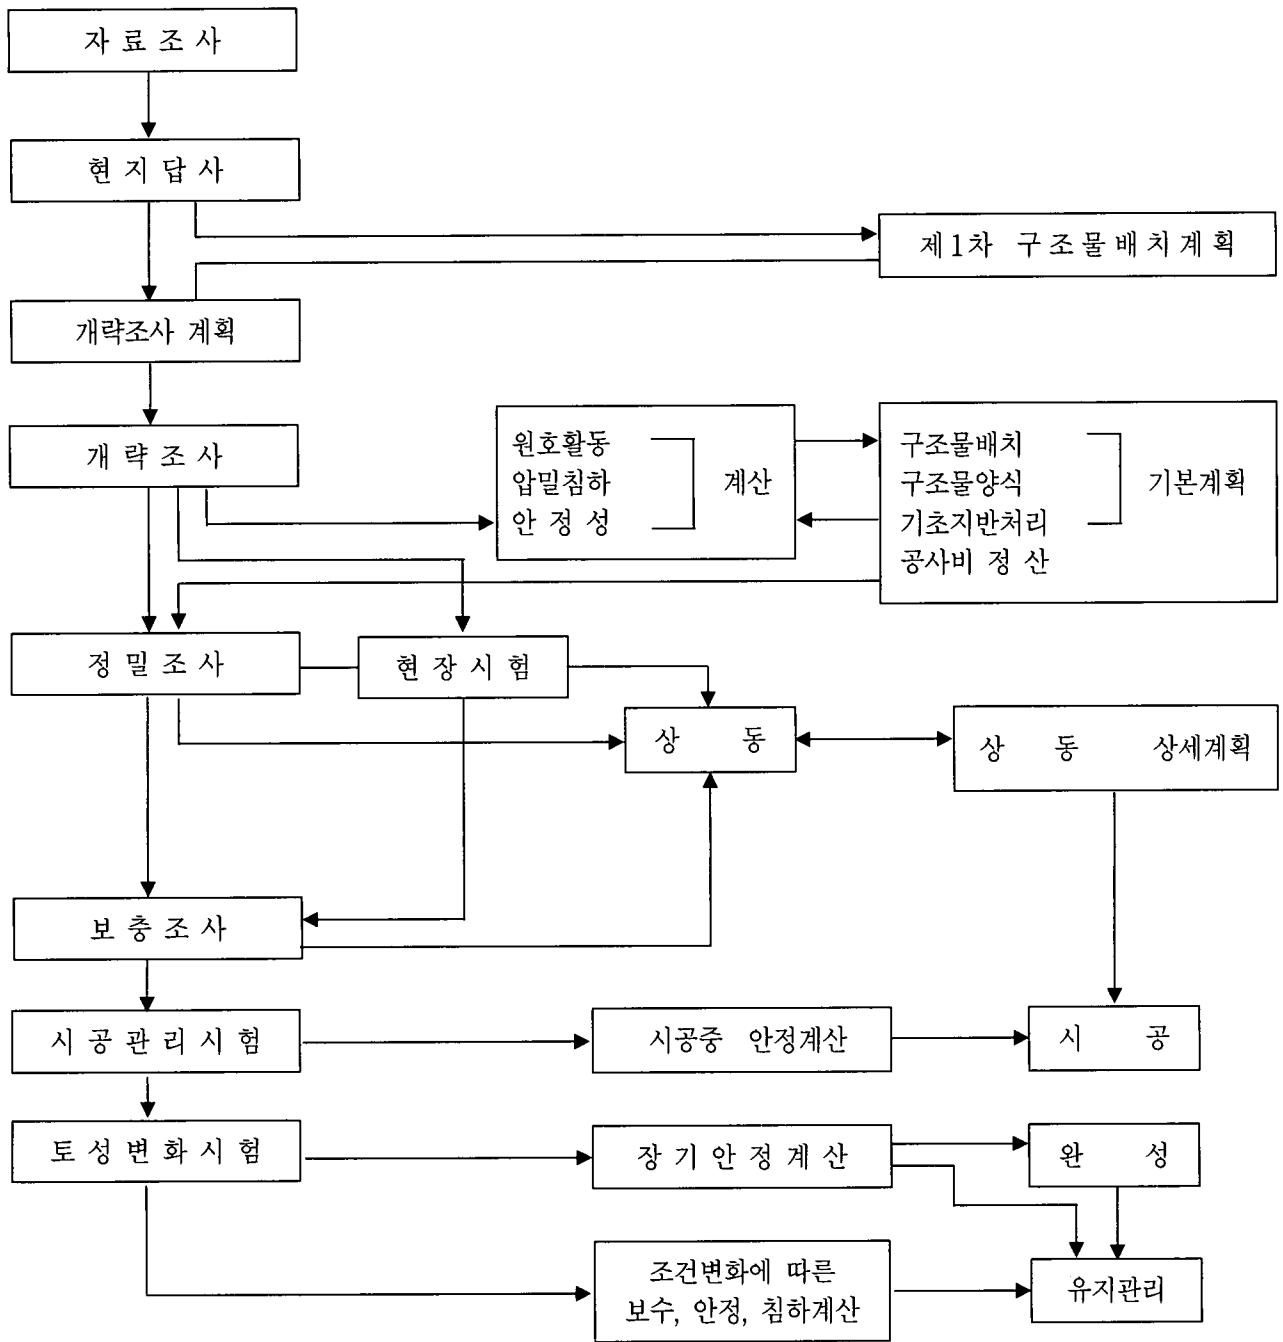 자 료 조 사
현 지 답 사
제1차 구조물배치계획
개략조사 계획
개 략 조 사
원호활동
압밀침하
안 정 성
계산
구조물배치
구조물양식
기초지반처리
공사비 정 산
기본계획
정 밀 조 사
현 장 시 험
상 동
상 동 상세계획
보 충 조 사
시 공 관 리 시 험
시공중 안정계산
시 공
토 성 변 화 시 험
장 기 안 정 계 산
완 성
조건변화에 따른
보수, 안정, 침하계산
유지관리